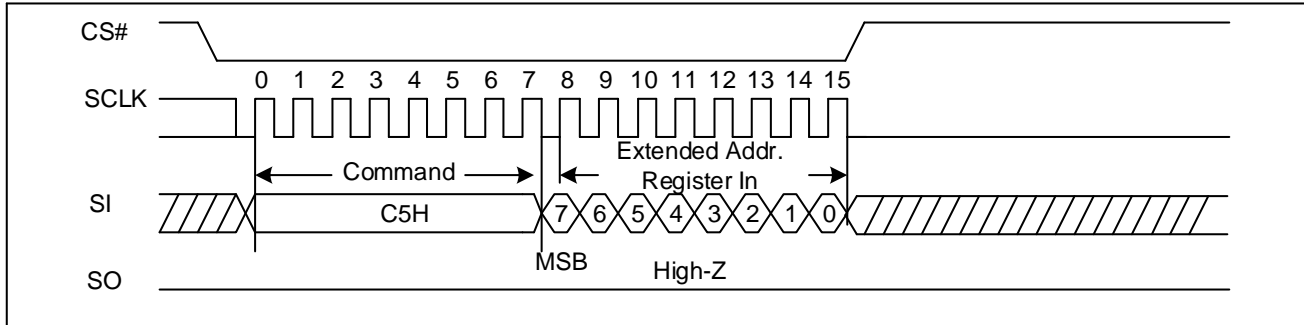 CS#
0 1 2 3 4 5 6 7 8 9 10 11 12 13 14 15
SCLK
Command
Extended Addr.
Register In
SI
C5H
7 6 5 4 3 2 1 0
MSB
High-Z
SO